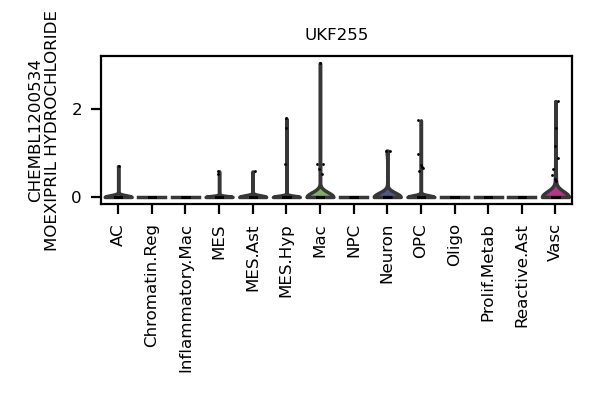 UKF255
CHEMBL1200534
MOEXIPRIL HYDROCHLORIDE
2
0
AC
Chromatin.Reg
Inflammatory.Mac
MES
MES.Ast
MES.Hyp
Mac
NPC
Neuron
OPC
Oligo
Prolif.Metab
Reactive.Ast
Vasc